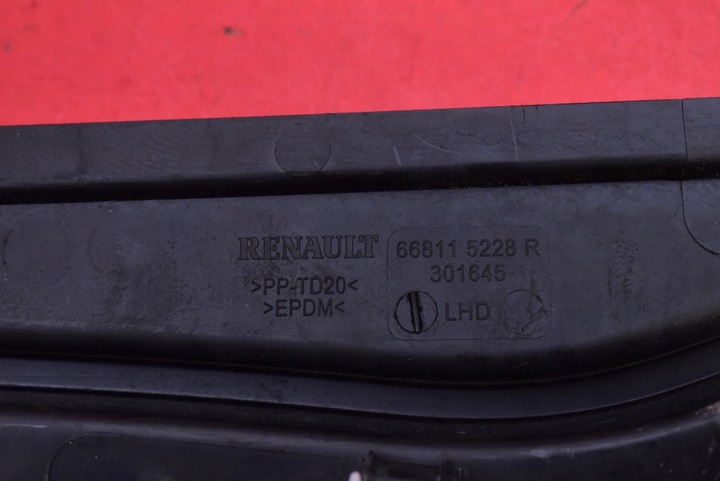 RENAULT
>PP-TD20<
>EPDM<
66811 5228 R
301645
LHD